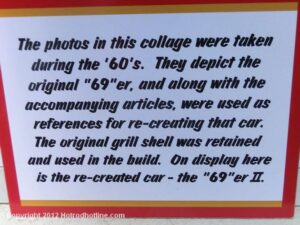 The photos in this collage were taken
during the '60's. They depict the
original "69"er, and along with the
accompanying articles, were used as
references for re-creating that car.
The original grill shell was retained
and used in the build. On display here
is the re-created car - the "69"er II.
Copyright 2012 Hotrodhotline.com